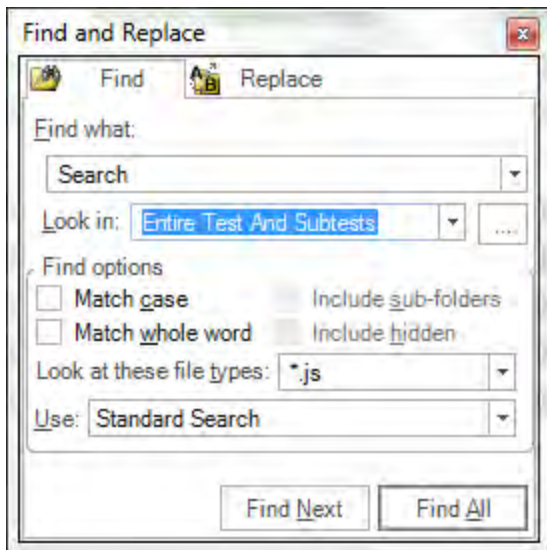 Find and Replace
Find Replace
Find what:
Search
Look in: Entire Test And Subtests ....
Find options
Match case Include sub-folders
Match whole word Include hidden
Look at these file types: *.js
Use: Standard Search
Find Next Find All